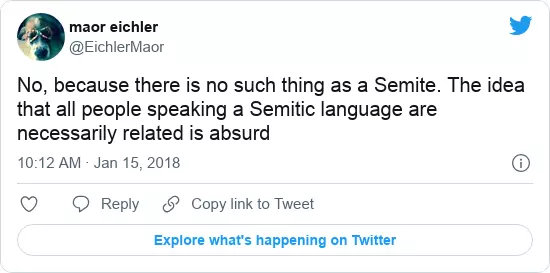 maor eichler
@EichlerMaor
No, because there is no such thing as a Semite. The idea
that all people speaking a Semitic language are
necessarily related is absurd
10:12 AM · Jan 15, 2018
Reply
Copy link to Tweet
Explore what's happening on Twitter